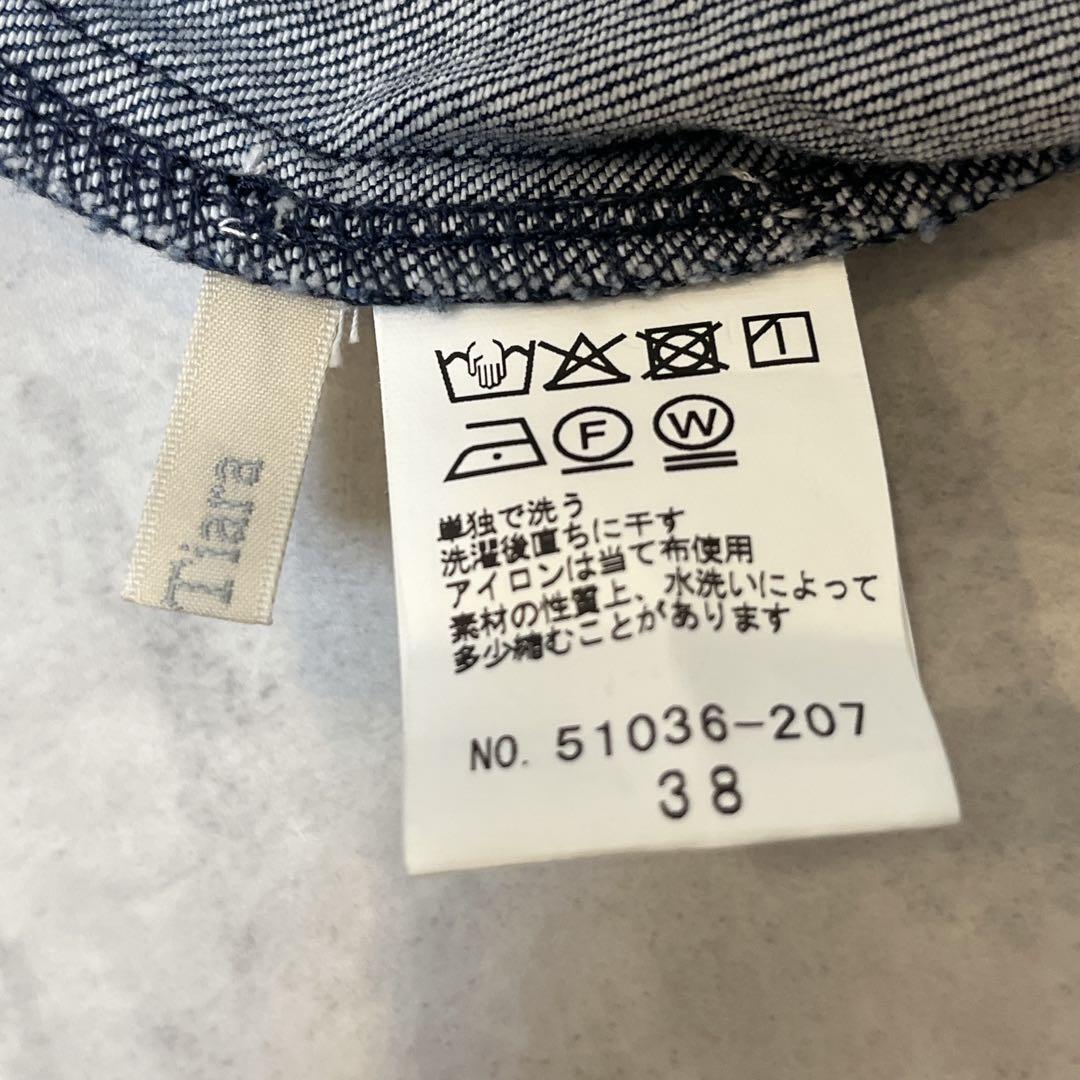 Tiara
F W
単独で洗う
洗濯後直ちに干す
アイロンは当て布使用
素材の性質上、水洗いによって
多少縮むことがあります
NO. 51036-207
38